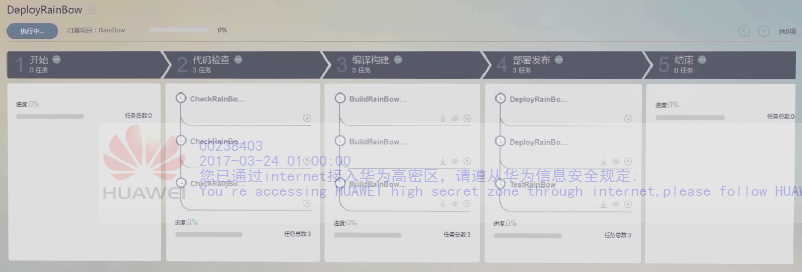 DeployRainBow
执行中...
归属项目：RainBow
0%
共5项
1 开始
0 任务
2 代码检查
3 任务
3 编译构建
3 任务
4 部署发布
3 任务
5 结束
0 任务
进度:0%
任务总数:0
CheckRainBo...
CheckRainBo...
CheckRainBo...
进度:0%
任务总数:3
BuildRainBow...
BuildRainBow...
BuildRainBow...
进度:0%
任务总数:3
DeployRainBo...
DeployRainBo...
TestRainBow
进度:0%
任务总数:3
进度:0%
任务总数:0
HUAWEI
00238403
2017-03-24 01:00:00
您已通过internet接入华为高密区, 请遵从华为信息安全规定.
You're accessing HUAWEI high secret zone through internet,please follow HUAW